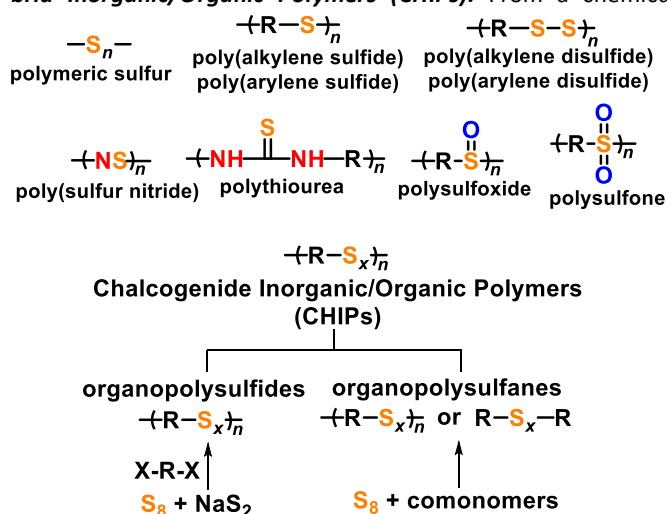 brid Inorganic/Organic Polymers (CHIPs). From a chemica
–Sn–
(R–S)n
(R–S–S)n
polymeric sulfur
poly(alkylene sulfide)
poly(arylene sulfide)
poly(alkylene disulfide)
poly(arylene disulfide)
(NS)n
S
(NH–NH–R)n
O
(R–S)n
O
(R–S)n
O
poly(sulfur nitride)
polythiourea
polysulfoxide
polysulfone
(R–Sx)n
Chalcogenide Inorganic/Organic Polymers
(CHIPs)
organopolysulfides
organopolysulfanes
(R–Sx)n
(R–Sx)n or R–Sx–R
X-R-X
S8 + NaS2
S8 + comonomers